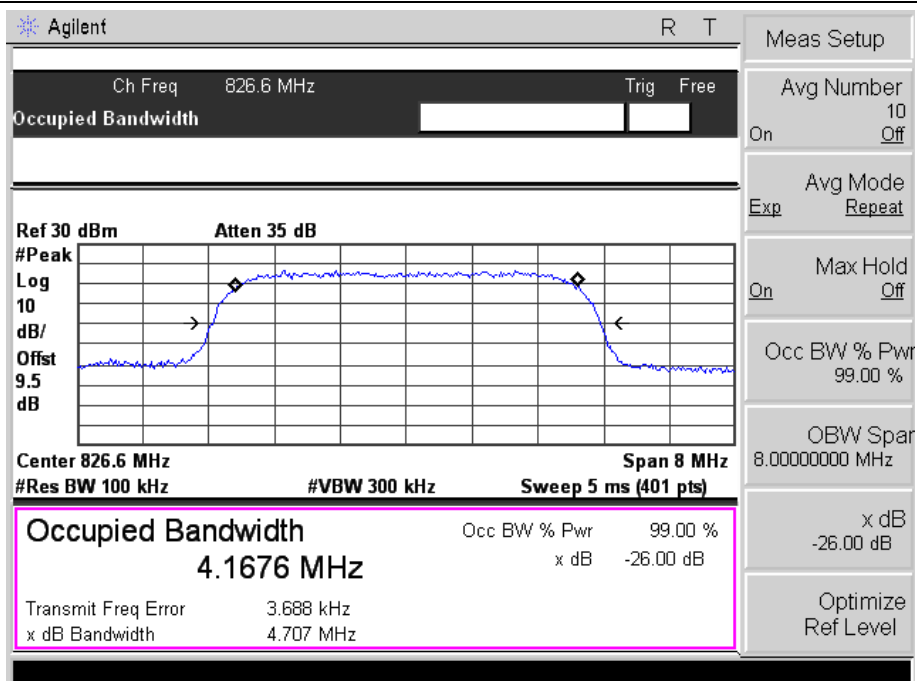 Agilent
R T
Ch Freq 826.6 MHz Trig Free
Occupied Bandwidth
Ref 30 dBm Atten 35 dB
#Peak
Log
10
dB/
Offst
9.5
dB
Center 826.6 MHz Span 8 MHz
#Res BW 100 kHz #VBW 300 kHz Sweep 5 ms (401 pts)
Occupied Bandwidth
4.1676 MHz
Occ BW % Pwr 99.00 %
x dB -26.00 dB
Transmit Freq Error 3.688 kHz
x dB Bandwidth 4.707 MHz
Meas Setup
Avg Number
10
On Off
Avg Mode
Exp Repeat
Max Hold
On Off
Occ BW % Pwr
99.00 %
OBW Span
8.00000000 MHz
x dB
-26.00 dB
Optimize
Ref Level